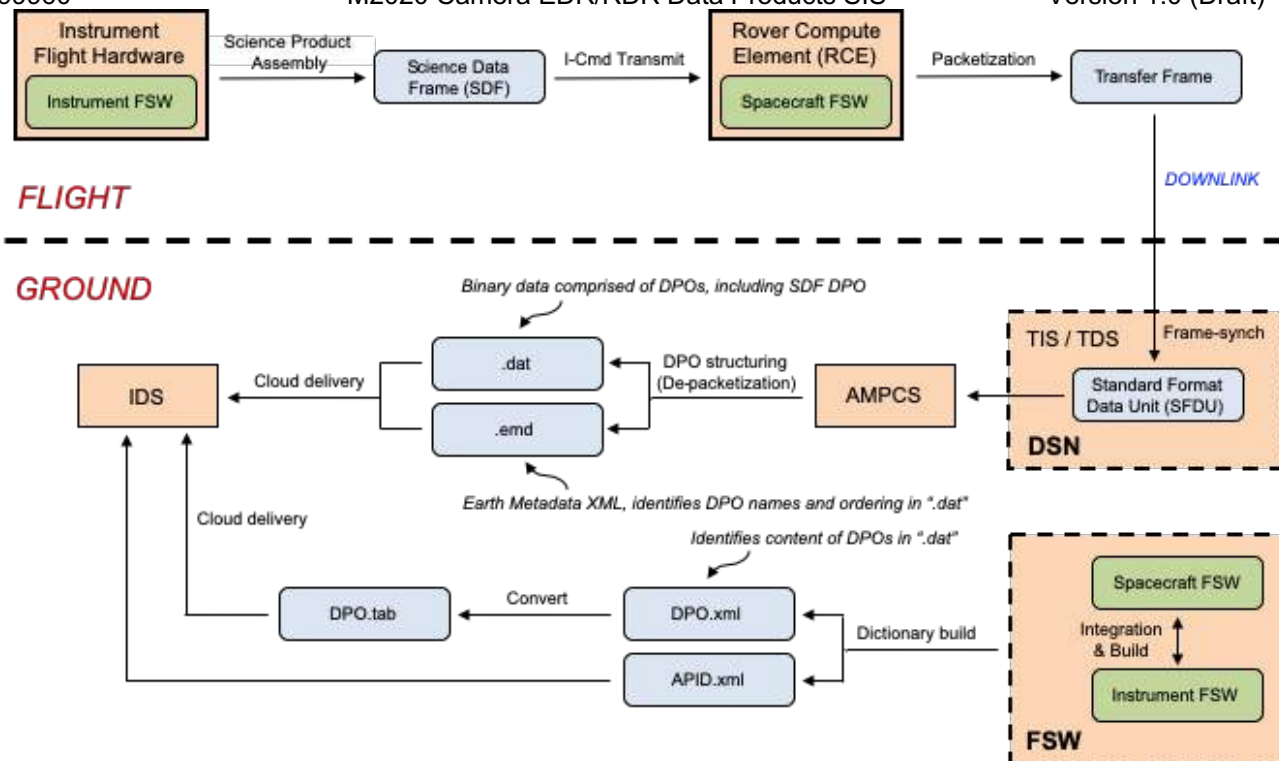 M2020 Camera EDR/RDR Data Products SIS
Version 1.0 (Draft)
Instrument
Flight Hardware
Instrument FSW
Science Product
Assembly
Science Data
Frame (SDF)
I-Cmd Transmit
Rover Compute
Element (RCE)
Spacecraft FSW
Packetization
Transfer Frame
DOWNLINK
FLIGHT
GROUND
Binary data comprised of DPOs, including SDF DPO
TIS / TDS
Frame-synch
Standard Format
Data Unit (SFDU)
DSN
AMPCS
DPO structuring
(De-packetization)
.dat
.emd
Cloud delivery
IDS
Earth Metadata XML, identifies DPO names and ordering in ".dat"
Cloud delivery
Identifies content of DPOs in ".dat"
DPO.tab
Convert
DPO.xml
APID.xml
Dictionary build
Spacecraft FSW
Integration
& Build
Instrument FSW
FSW